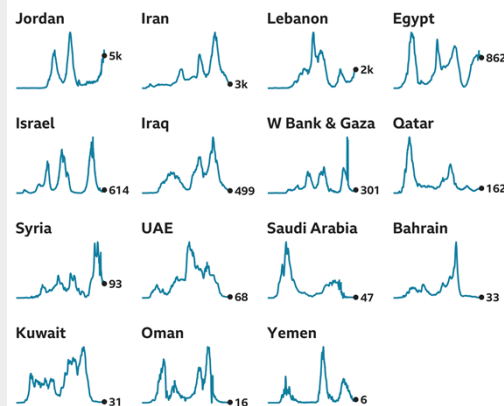 Jordan Iran Lebanon Egypt
5k 3k 2k 862
Israel Iraq W Bank & Gaza Qatar
614 499 301 162
Syria UAE Saudi Arabia Bahrain
93 68 47 33
Kuwait Oman Yemen
31 16 6